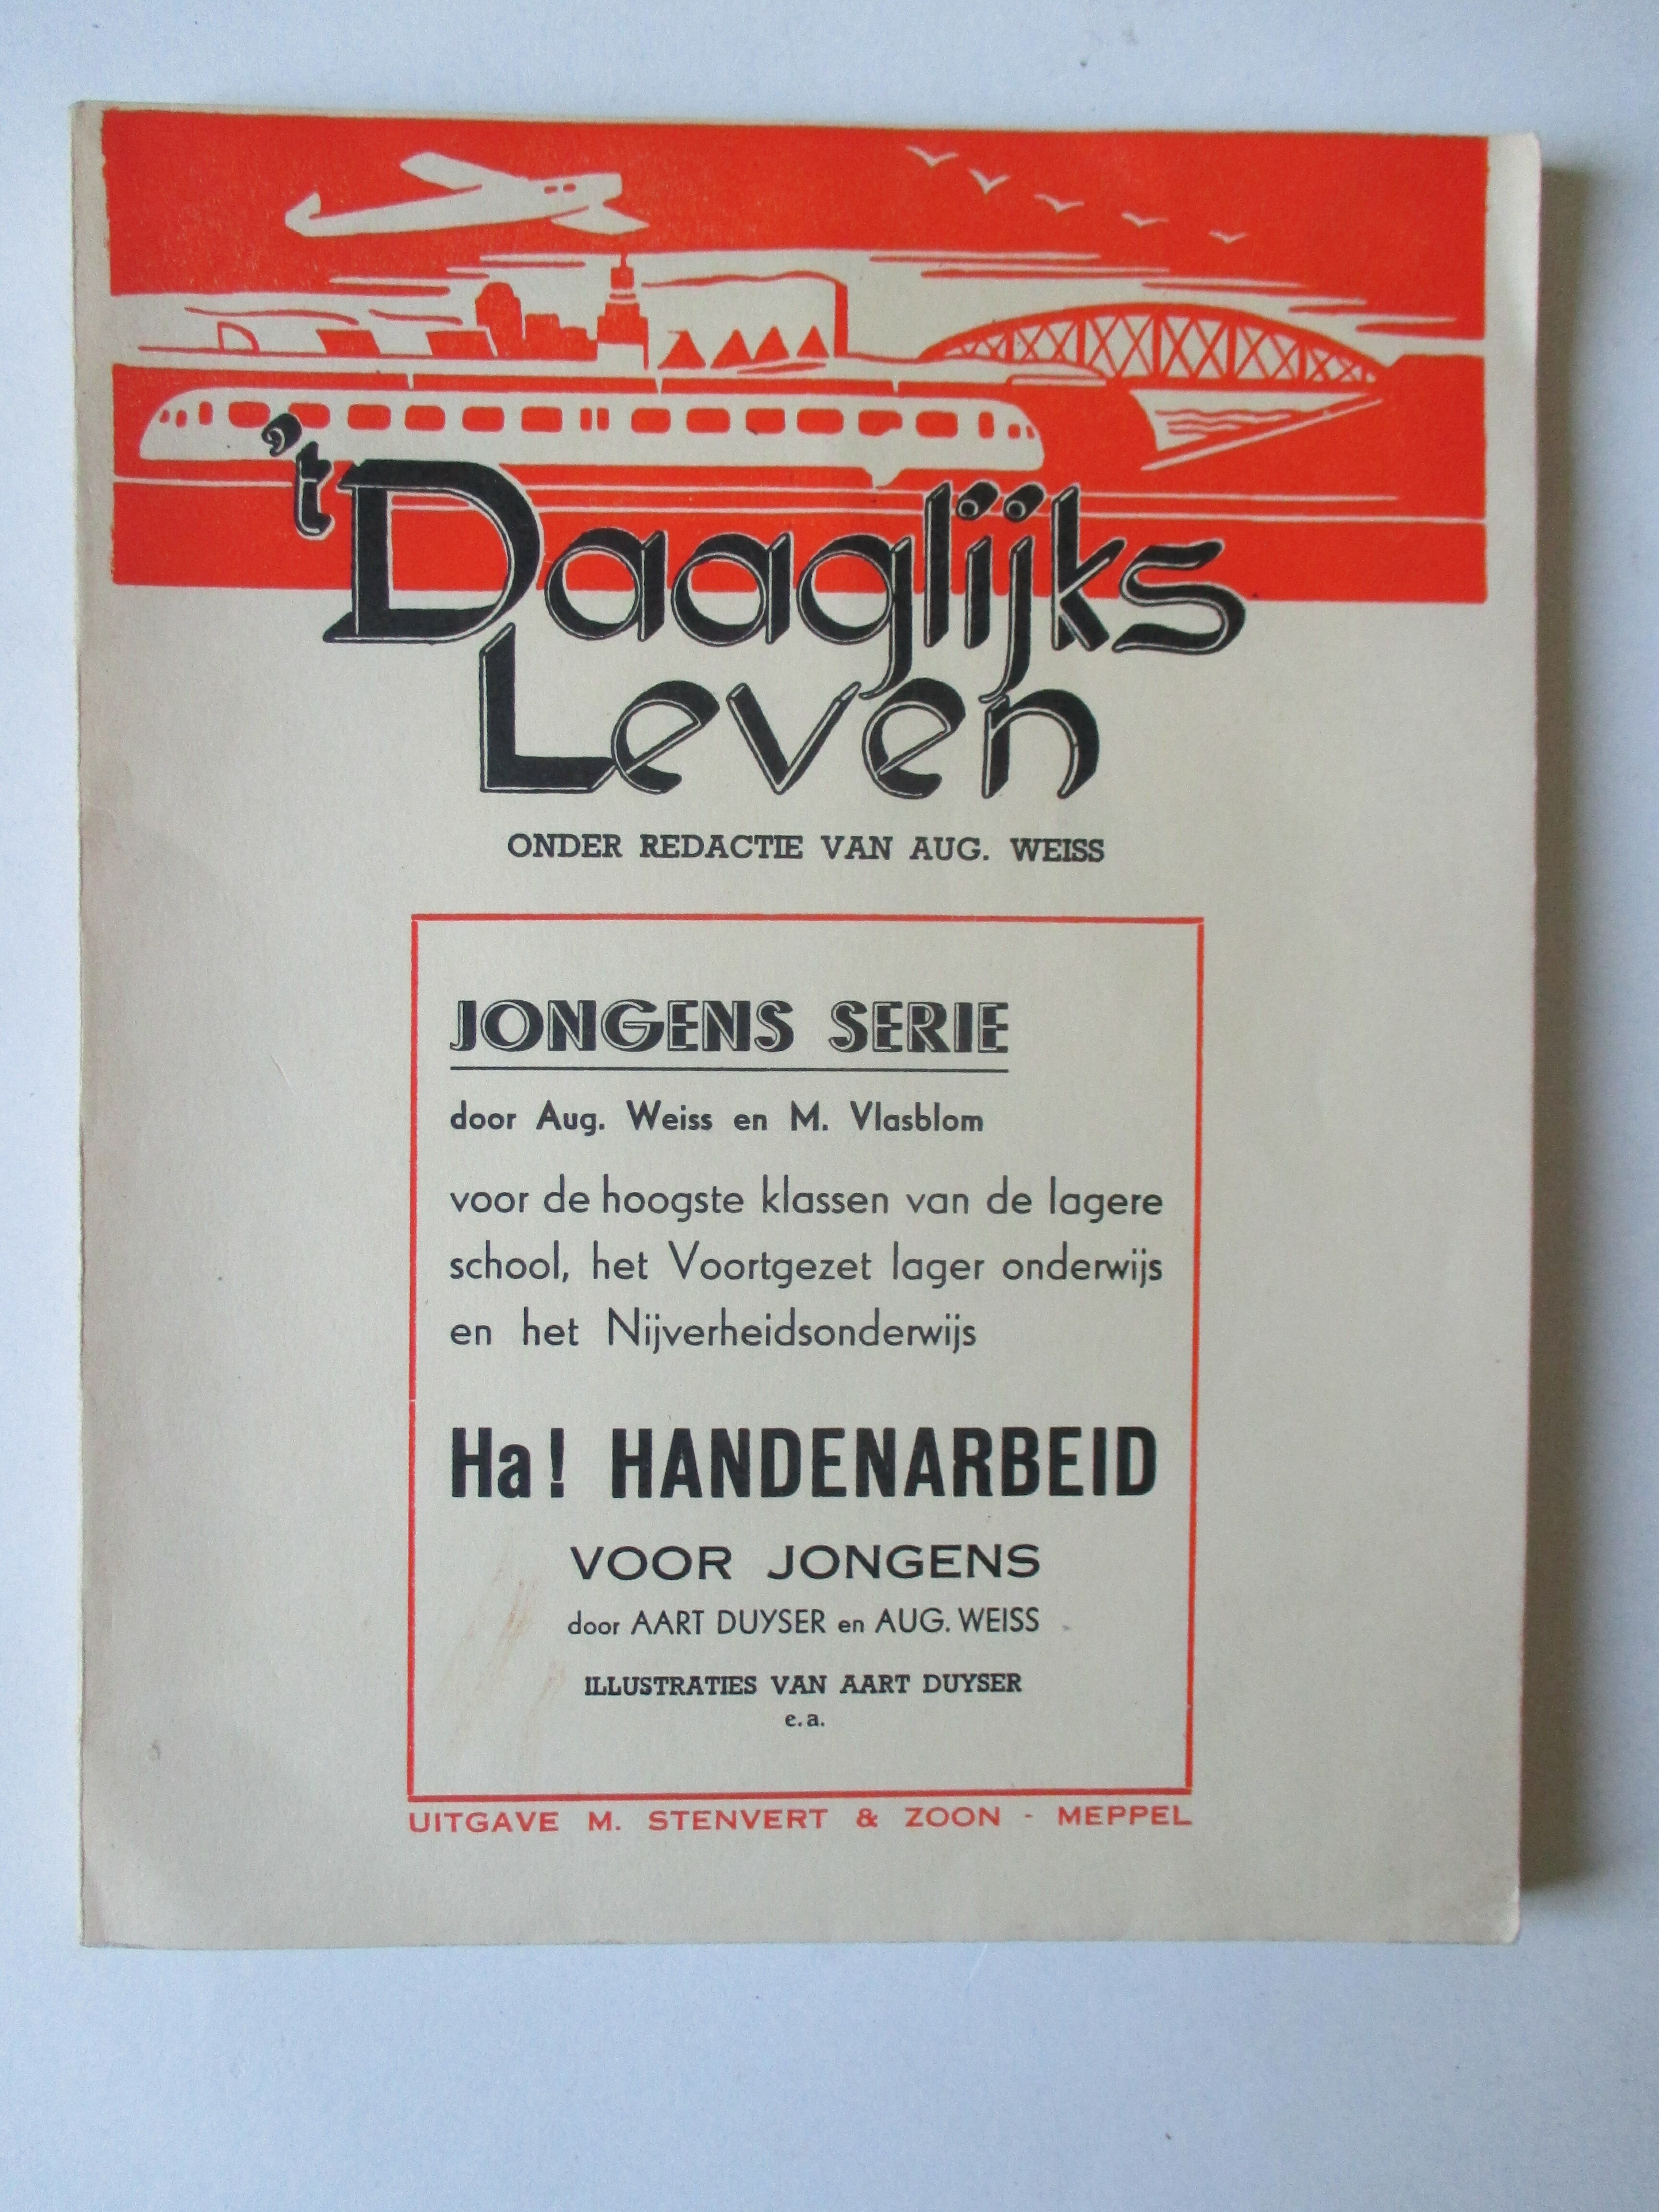 't Daaglijks
Leven
ONDER REDACTIE VAN AUG. WEISS
JONGENS SERIE
door Aug. Weiss en M. Vlasblom
voor de hoogste klassen van de lagere
school, het Voortgezet lager onderwijs
en het Nijverheidsonderwijs
Ha! HANDENARBEID
VOOR JONGENS
door AART DUYSER en AUG. WEISS
ILLUSTRATIES VAN AART DUYSER
e. a.
UITGAVE M. STENVERT & ZOON - MEPPEL